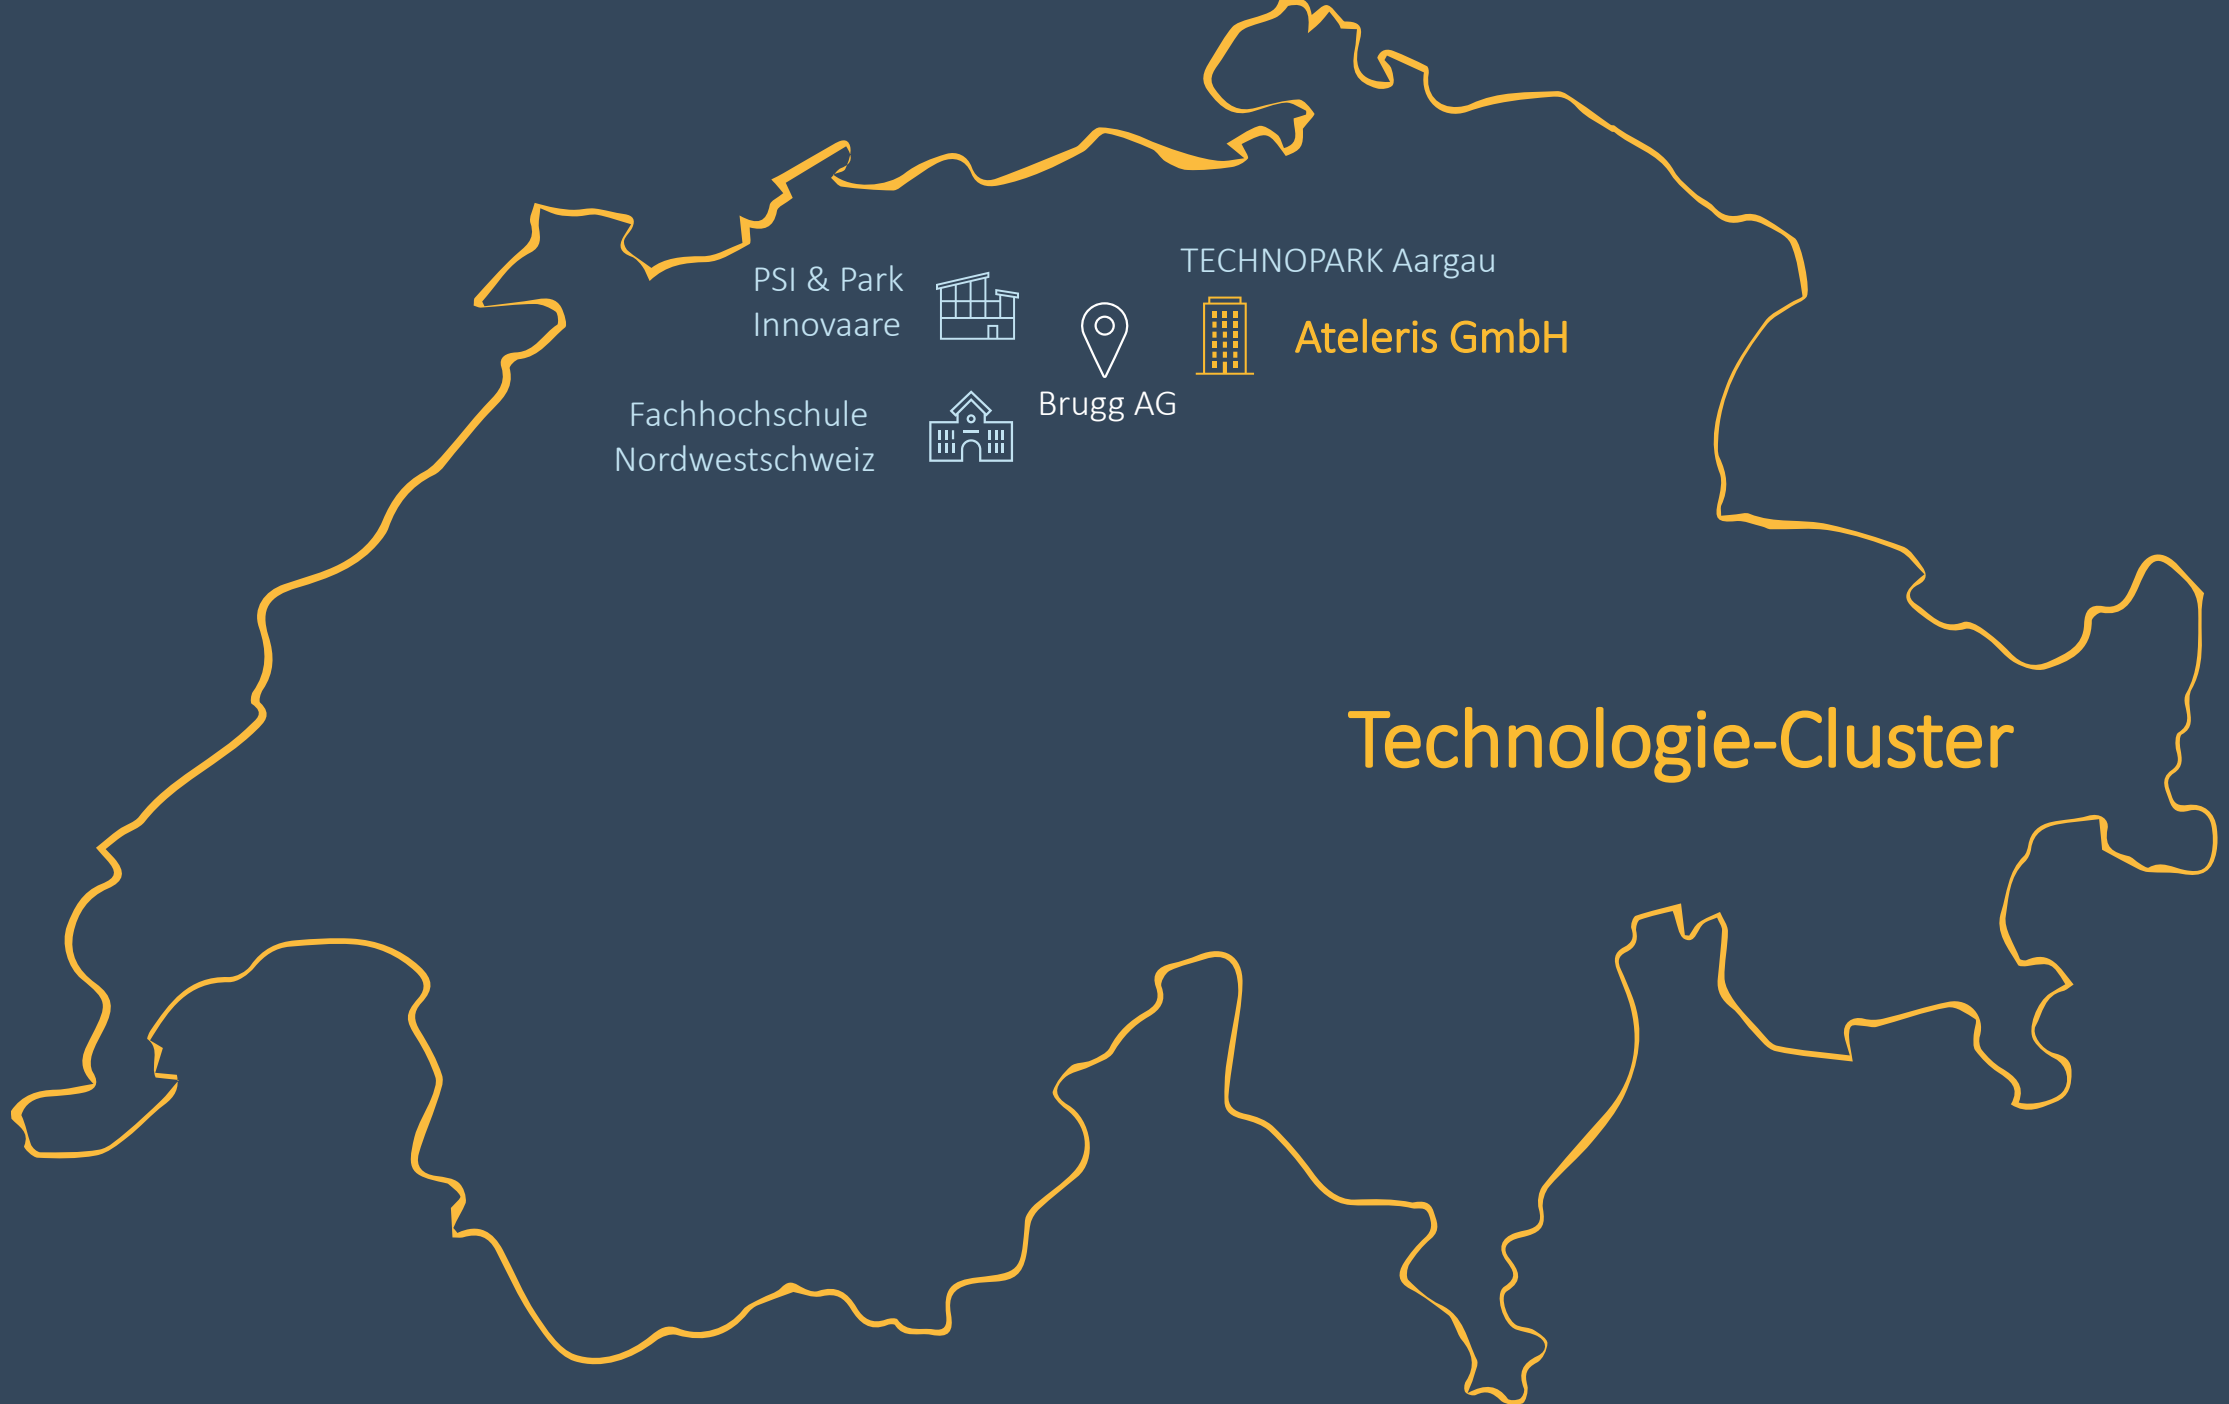 TECHNOPARK Aargau
PSI & Park
Innovaare
Ateleris GmbH
Brugg AG
Fachhochschule
Nordwestschweiz
Technologie-Cluster